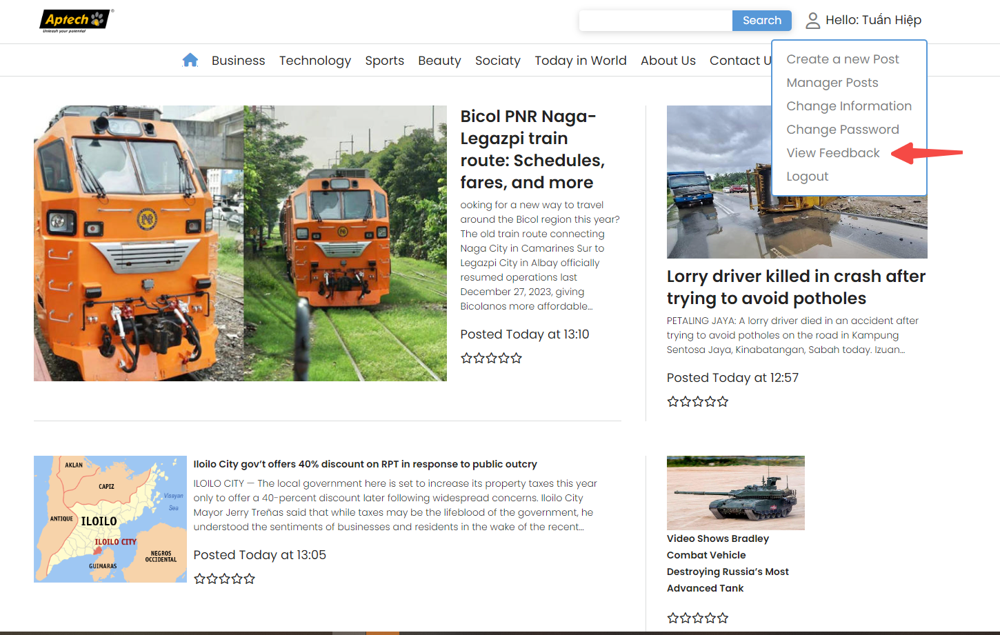 Aptech
®
Unleash your potential
Search
Hello: Tuấn Hiệp
Business Technology Sports Beauty Sociaty Today in World About Us Contact U
Create a new Post
Manager Posts
Change Information
Change Password
View Feedback
Logout
Bicol PNR Naga-
Legazpi train
route: Schedules,
fares, and more
ooking for a new way to travel
around the Bicol region this year?
The old train route connecting
Naga City in Camarines Sur to
Legazpi City in Albay officially
resumed operations last
December 27, 2023, giving
Bicolanos more affordable...
Posted Today at 13:10
Lorry driver killed in crash after
trying to avoid potholes
PETALING JAYA: A lorry driver died in an accident after
trying to avoid potholes on the road in Kampung
Sentosa Jaya, Kinabatangan, Sabah today. Izuan...
Posted Today at 12:57
AKLAN
CAPIZ
Visayan
Sea
ANTIQUE
ILOILO
ILOILO CITY
NEGROS
OCCIDENTAL
GUIMARAS
Iloilo City gov’t offers 40% discount on RPT in response to public outcry
ILOILO CITY — The local government here is set to increase its property taxes this year
only to offer a 40-percent discount later following widespread concerns. Iloilo City
Mayor Jerry Treñas said that while taxes may be the lifeblood of the government, he
understood the sentiments of businesses and residents in the wake of the recent...
Posted Today at 13:05
Video Shows Bradley
Combat Vehicle
Destroying Russia’s Most
Advanced Tank